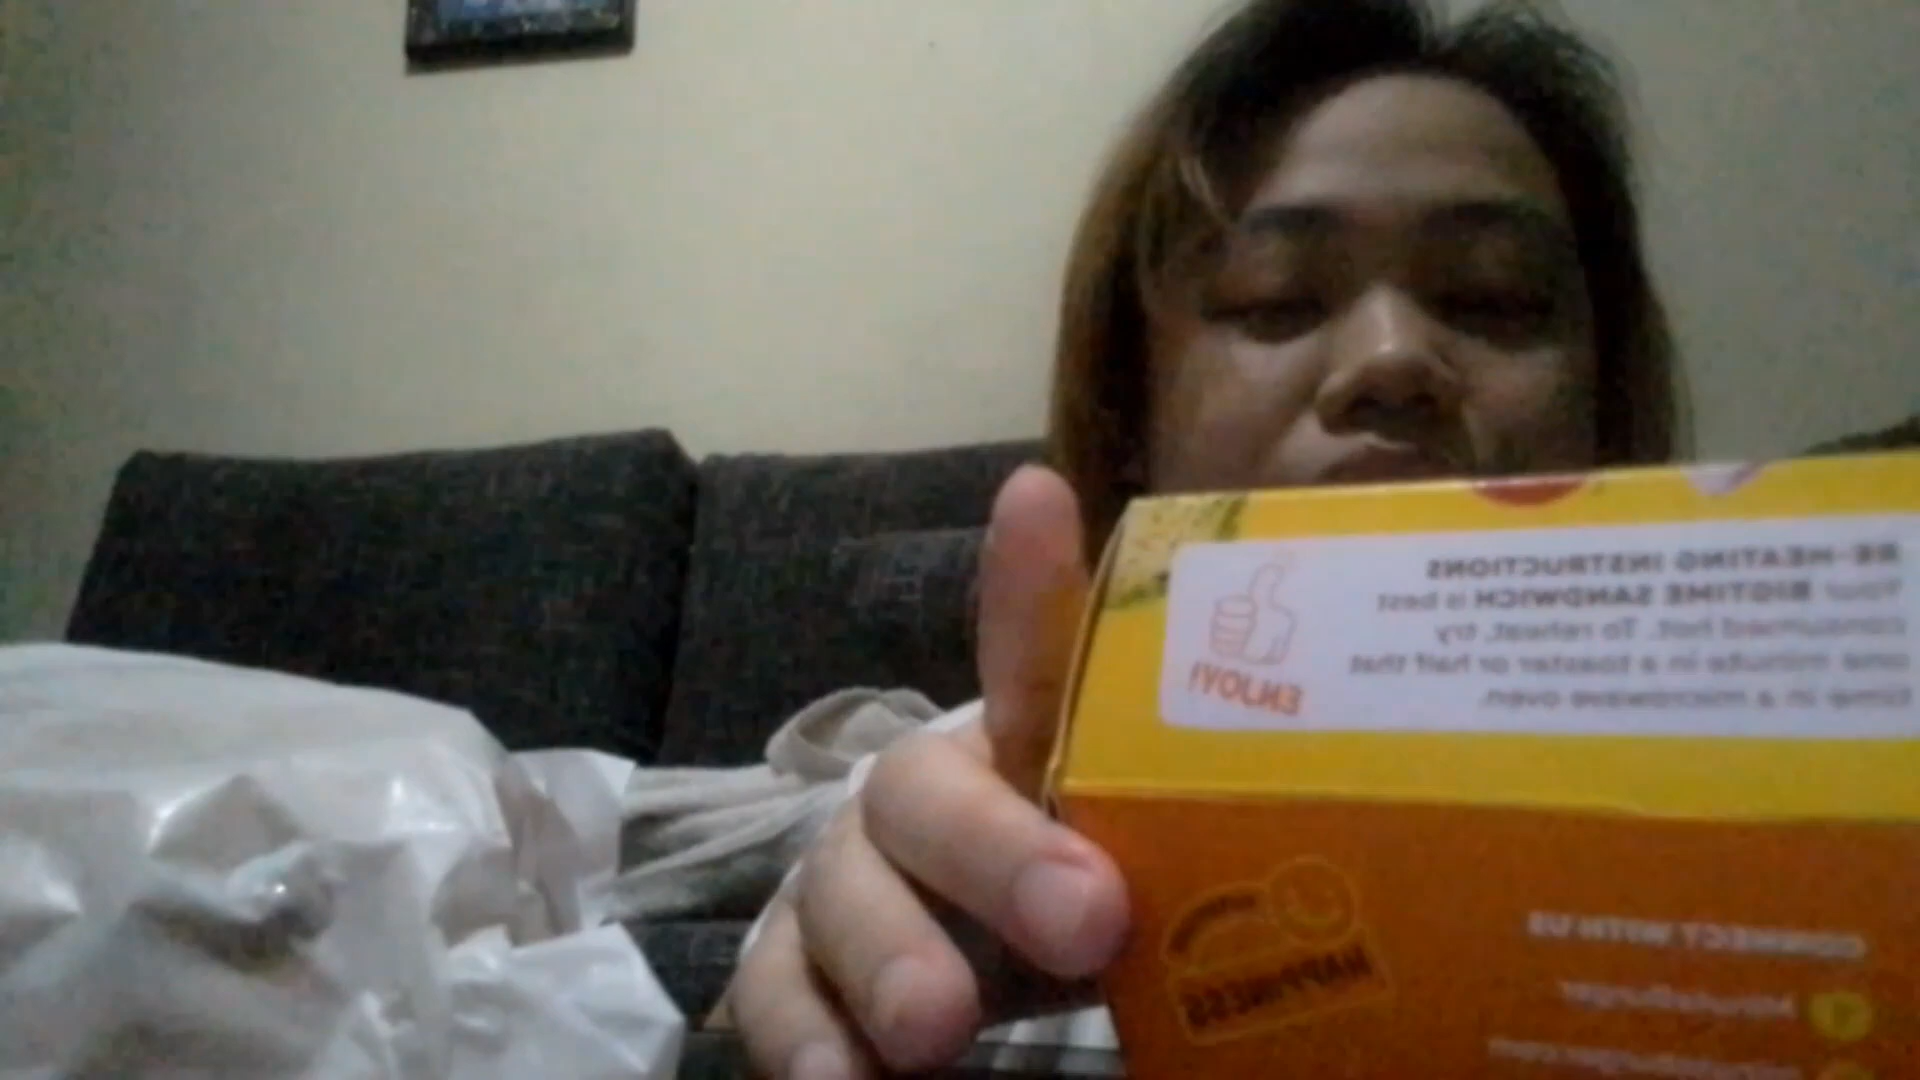 RE-HEATING INSTRUCTIONS
Your BIGTIME SANDWICH is best
consumed hot. To reheat, try
one minute in a toaster or half that
time in a microwave oven.
ENJOY!
HAPPINESS
CONNECT WITH US